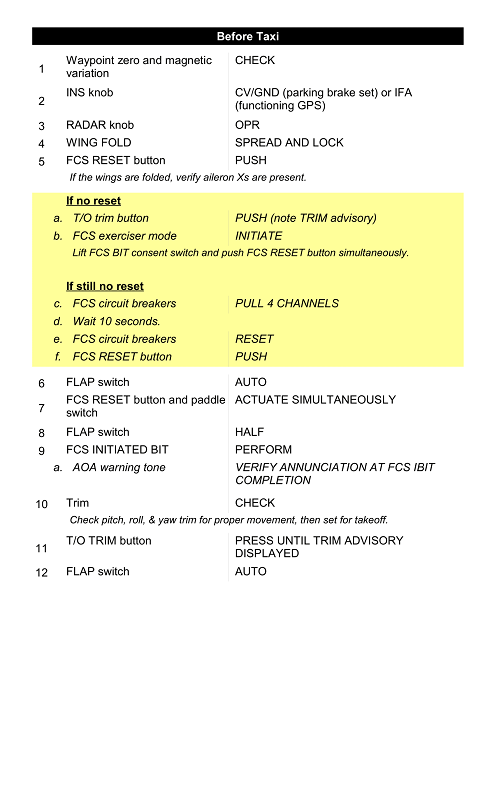 Before Taxi
1 Waypoint zero and magnetic variation CHECK
2 INS knob CV/GND (parking brake set) or IFA (functioning GPS)
3 RADAR knob OPR
4 WING FOLD SPREAD AND LOCK
5 FCS RESET button PUSH
If the wings are folded, verify aileron Xs are present.
If no reset
a. T/O trim button PUSH (note TRIM advisory)
b. FCS exerciser mode INITIATE
Lift FCS BIT consent switch and push FCS RESET button simultaneously.
If still no reset
c. FCS circuit breakers PULL 4 CHANNELS
d. Wait 10 seconds.
e. FCS circuit breakers RESET
f. FCS RESET button PUSH
6 FLAP switch AUTO
7 FCS RESET button and paddle switch ACTUATE SIMULTANEOUSLY
8 FLAP switch HALF
9 FCS INITIATED BIT PERFORM
a. AOA warning tone VERIFY ANNUNCIATION AT FCS IBIT COMPLETION
10 Trim CHECK
Check pitch, roll, & yaw trim for proper movement, then set for takeoff.
11 T/O TRIM button PRESS UNTIL TRIM ADVISORY DISPLAYED
12 FLAP switch AUTO